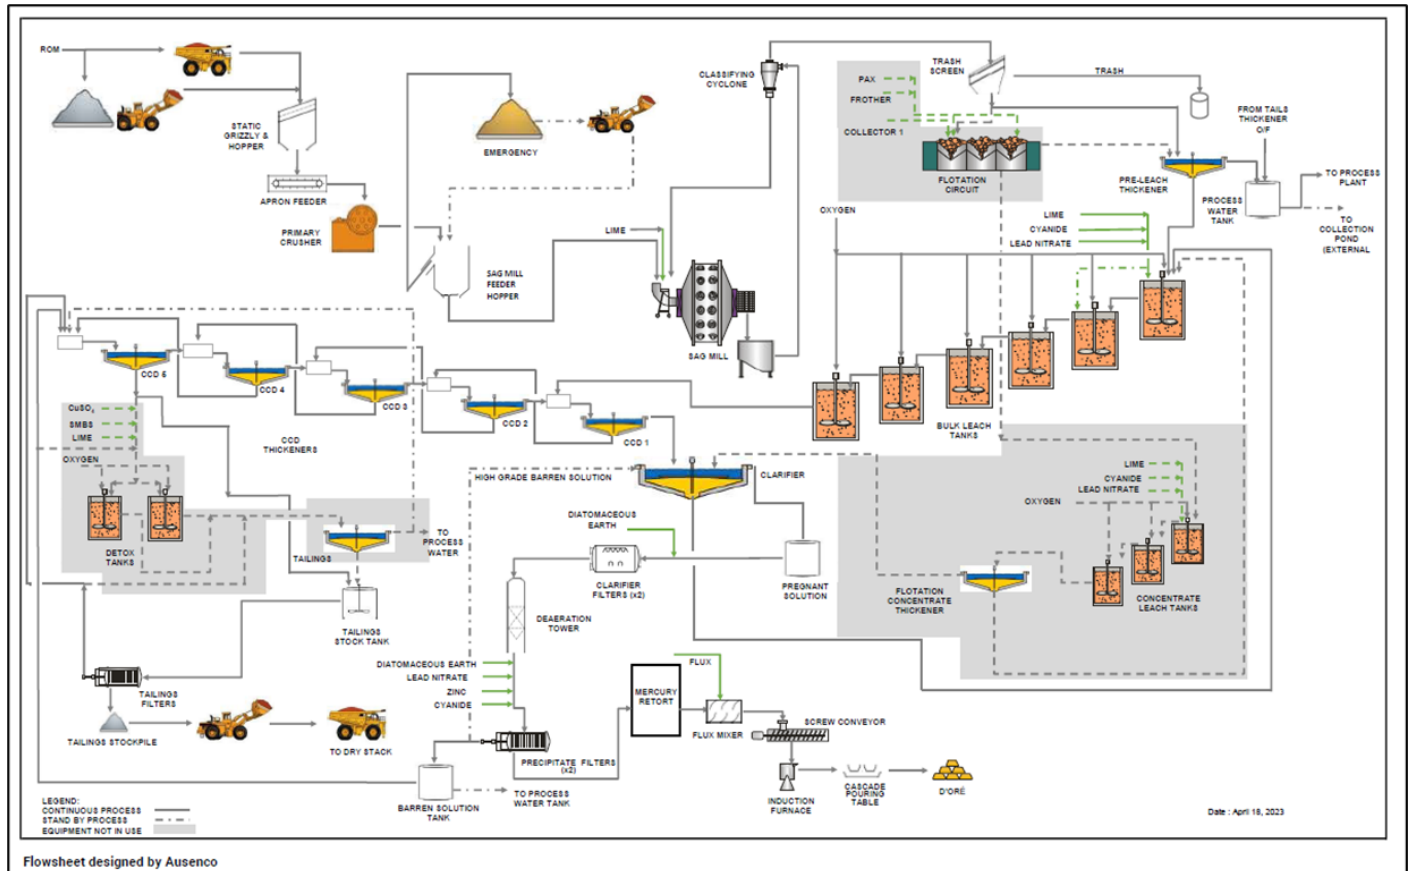 ROM
STATIC
GRIZZLY &
HOPPER
APRON FEEDER
PRIMARY
CRUSHER
EMERGENCY
SAG MILL
FEEDER
HOPPER
LIME
SAG MILL
CLASSIFYING
CYCLONE
TRASH
SCREEN
TRASH
PAX
FROTHER
COLLECTOR 1
FLOTATION
CIRCUIT
PRE-LEACH
THICKENER
FROM TAILS
THICKENER
O/F
PROCESS
WATER
TANK
TO PROCESS
PLANT
TO
COLLECTION
POND
(EXTERNAL
OXYGEN
LIME
CYANIDE
LEAD NITRATE
BULK LEACH
TANKS
CCD 5
CCD 4
CCD 3
CCD 2
CCD 1
CCD
THICKENERS
CuSO₄
SMBS
LIME
OXYGEN
DETOX
TANKS
TAILINGS
TO
PROCESS
WATER
TAILINGS
STOCK TANK
TAILINGS
FILTERS
TAILINGS STOCKPILE
TO DRY STACK
HIGH GRADE BARREN SOLUTION
CLARIFIER
DIATOMACEOUS
EARTH
CLARIFIER
FILTERS (x2)
PREGNANT
SOLUTION
DEAERATION
TOWER
DIATOMACEOUS EARTH
LEAD NITRATE
ZINC
CYANIDE
PRECIPITATE FILTERS
(x2)
BARREN SOLUTION
TANK
TO PROCESS
WATER TANK
MERCURY
RETORT
FLUX
FLUX MIXER
SCREW CONVEYOR
INDUCTION
FURNACE
CASCADE
POURING
TABLE
D'ORÉ
LIME
CYANIDE
LEAD NITRATE
OXYGEN
CONCENTRATE
LEACH TANKS
FLOTATION
CONCENTRATE
THICKENER
LEGEND:
CONTINUOUS PROCESS
STAND BY PROCESS
EQUIPMENT NOT IN USE
Date : April 18, 2023
Flowsheet designed by Ausenco